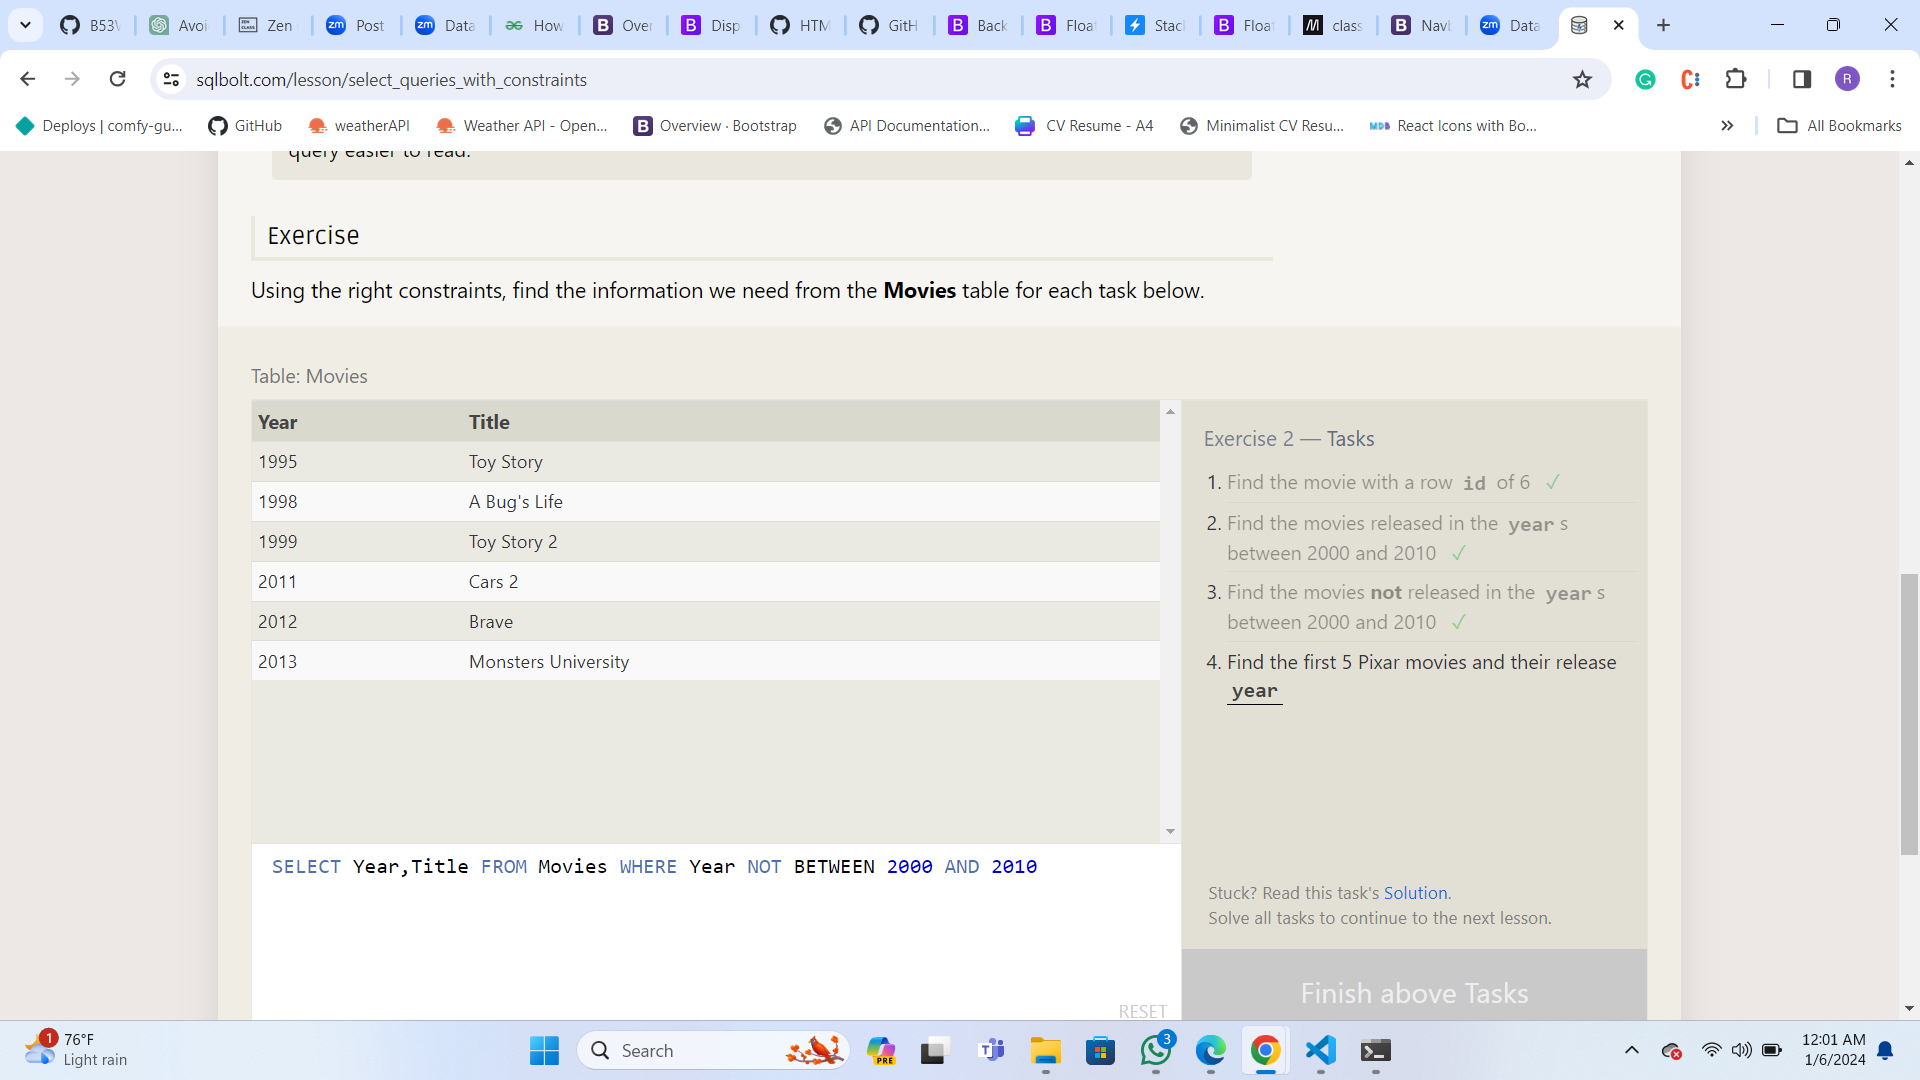 B53V
Avoi
Zen
Post
Data
How
Over
Disp
HTM
GitH
Back
Float
Stac
Float
class
Navb
Data
sqlbolt.com/lesson/select_queries_with_constraints
R
Deploys | comfy-gu...
GitHub
weatherAPI
Weather API - Open...
Overview · Bootstrap
API Documentation...
CV Resume - A4
Minimalist CV Resu...
React Icons with Bo...
All Bookmarks
query easier to read.
Exercise
Using the right constraints, find the information we need from the Movies table for each task below.
Table: Movies
Year Title
1995 Toy Story
1998 A Bug's Life
1999 Toy Story 2
2011 Cars 2
2012 Brave
2013 Monsters University
Exercise 2 — Tasks
1. Find the movie with a row id of 6 ✓
2. Find the movies released in the year s
between 2000 and 2010 ✓
3. Find the movies not released in the year s
between 2000 and 2010 ✓
4. Find the first 5 Pixar movies and their release
year
SELECT Year,Title FROM Movies WHERE Year NOT BETWEEN 2000 AND 2010
Stuck? Read this task's Solution.
Solve all tasks to continue to the next lesson.
RESET
Finish above Tasks
1
76°F
Light rain
Search
PRE
3
12:01 AM
1/6/2024